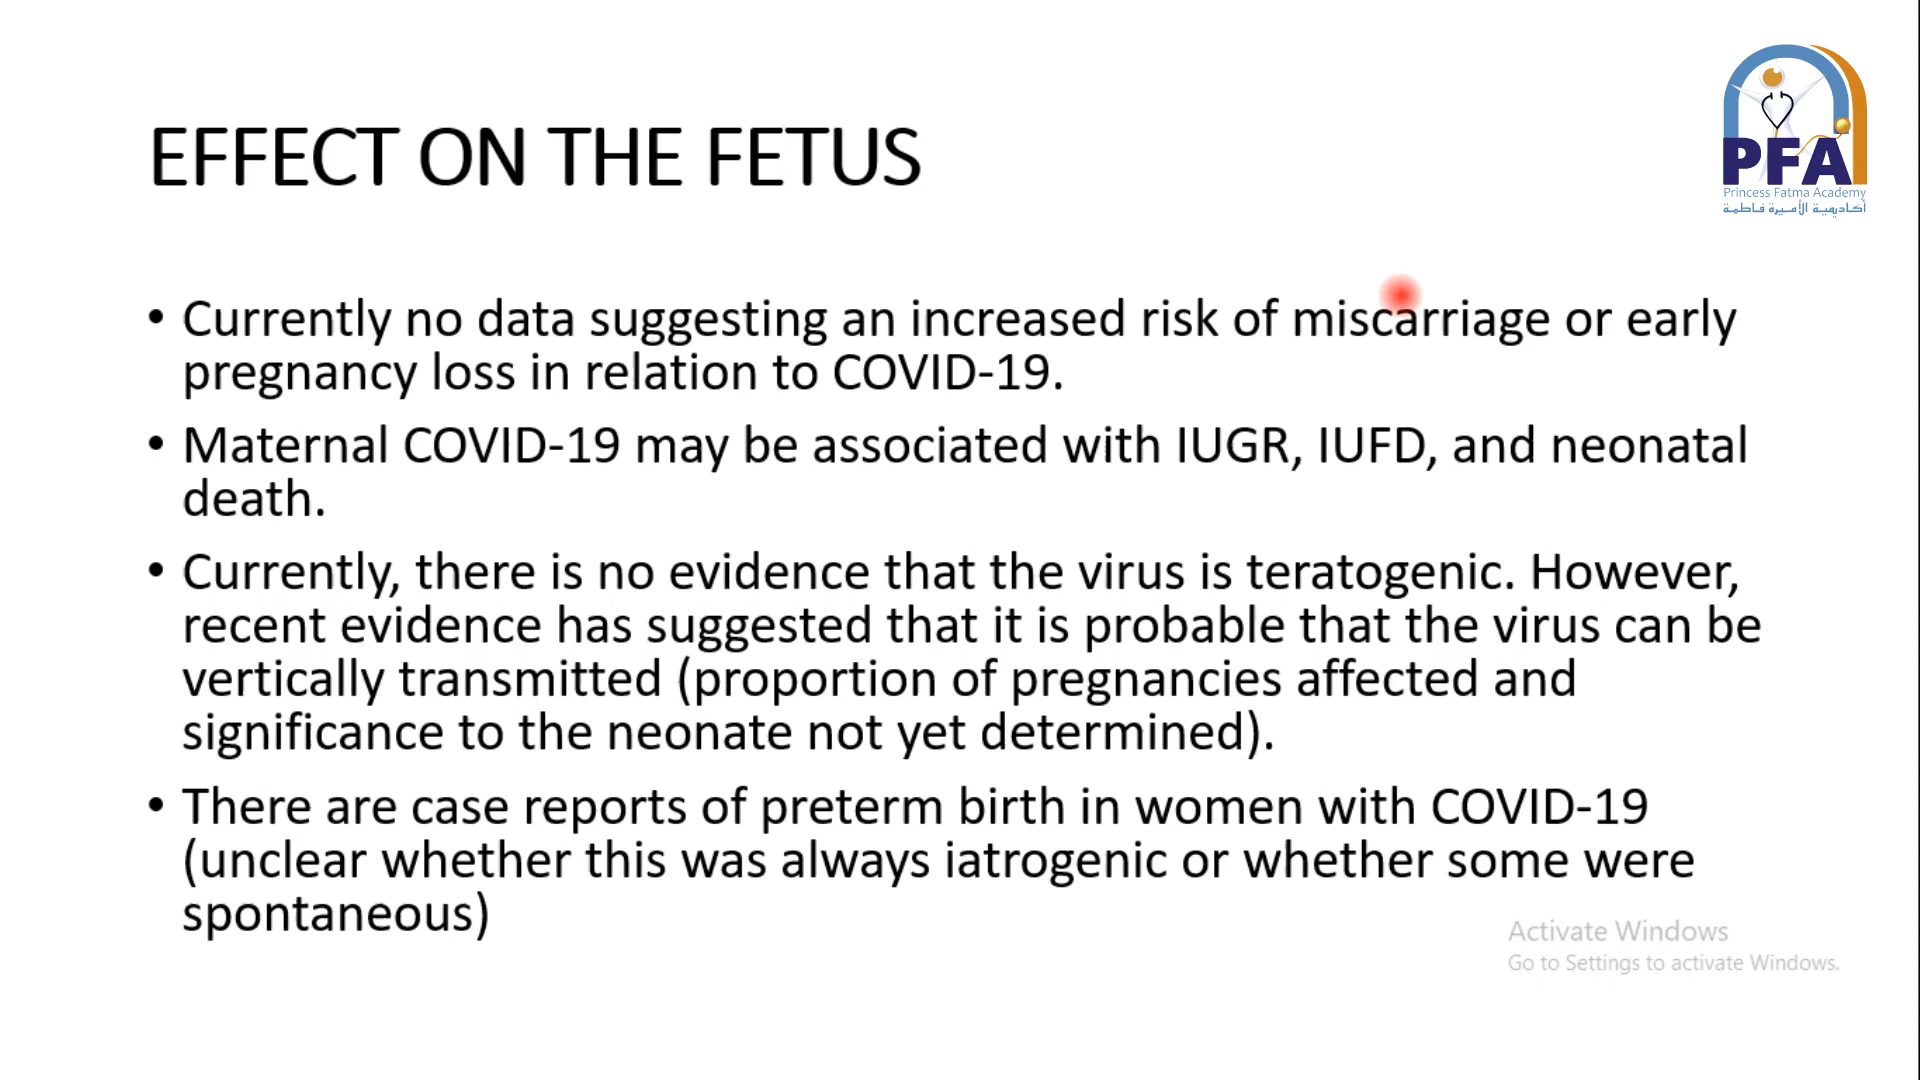 PFA
Princess Fatma Academy
أكاديمية الأميرة فاطمة
EFFECT ON THE FETUS
• Currently no data suggesting an increased risk of miscarriage or early
pregnancy loss in relation to COVID-19.
• Maternal COVID-19 may be associated with IUGR, IUFD, and neonatal
death.
• Currently, there is no evidence that the virus is teratogenic. However,
recent evidence has suggested that it is probable that the virus can be
vertically transmitted (proportion of pregnancies affected and
significance to the neonate not yet determined).
• There are case reports of preterm birth in women with COVID-19
(unclear whether this was always iatrogenic or whether some were
spontaneous)
Activate Windows
Go to Settings to activate Windows.